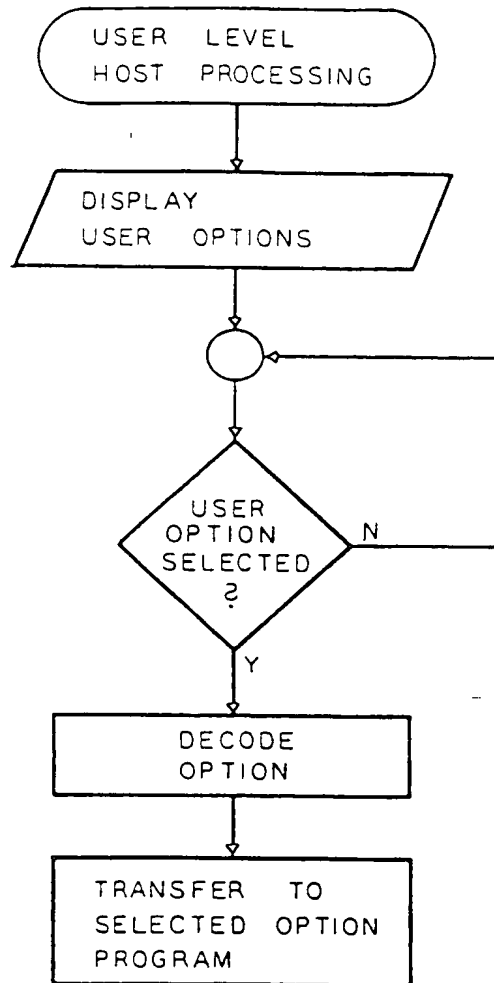 USER LEVEL
HOST PROCESSING
DISPLAY
USER OPTIONS
USER
OPTION
SELECTED
?
N
Y
DECODE
OPTION
TRANSFER TO
SELECTED OPTION
PROGRAM